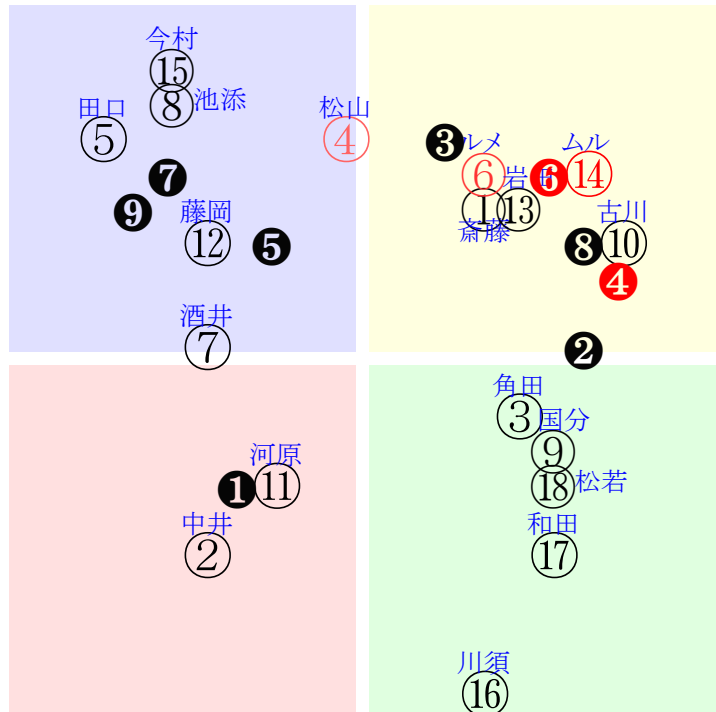 今村
⑮
⑧ 池添
田口
⑤
松山
④
❸
ルメ
⑥
岩田
❻
ムル
⑭
❼
❾
藤岡
⑫
❺
①
斎藤
⑬
古川
❽
⑩
❹
酒井
⑦
❷
角田
③
国分
⑨
⑱ 松若
河原
❶
⑪
中井
②
和田
⑰
川須
⑯